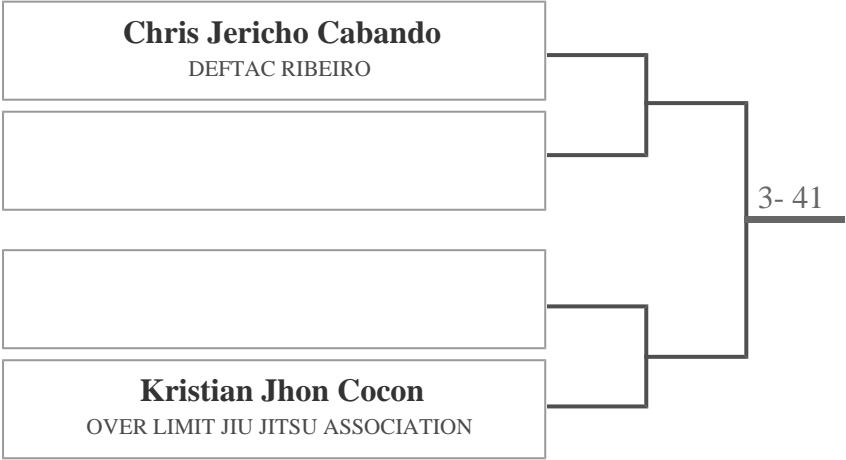 Chris Jericho Cabando
DEFTAC RIBEIRO
3- 41
Kristian Jhon Cocon
OVER LIMIT JIU JITSU ASSOCIATION